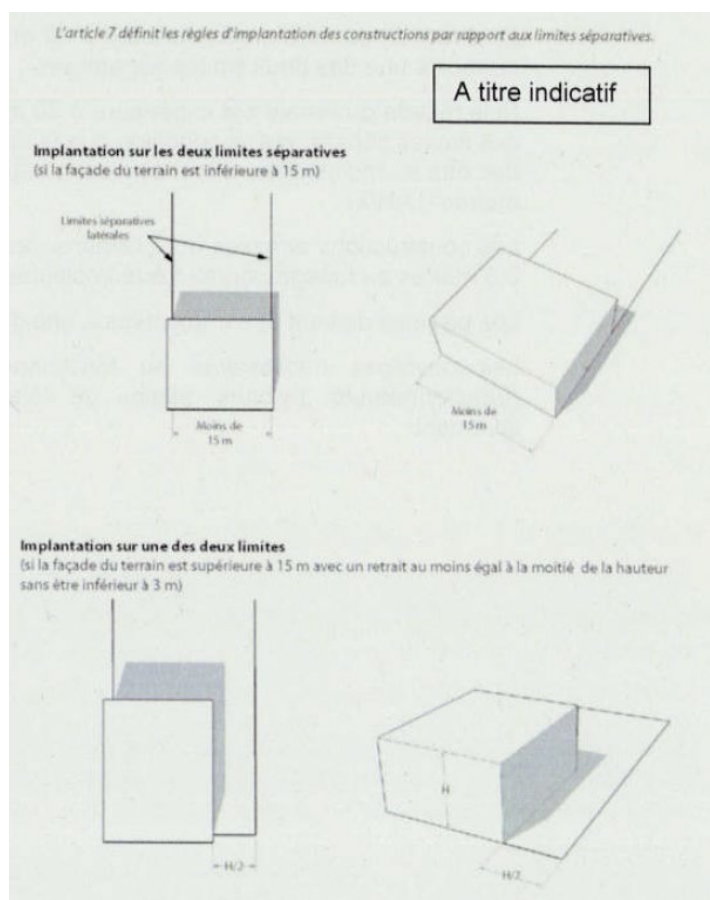 L'article 7 définit les règles d'implantation des constructions par rapport aux limites séparatives.
A titre indicatif
Implantation sur les deux limites séparatives
(si la façade du terrain est inférieure à 15 m)
Limites séparatives
latérales
Moins de
15 m
Moins de
15 m
Implantation sur une des deux limites
(si la façade du terrain est supérieure à 15 m avec un retrait au moins égal à la moitié de la hauteur
sans être inférieur à 3 m)
H
H/2
H/2